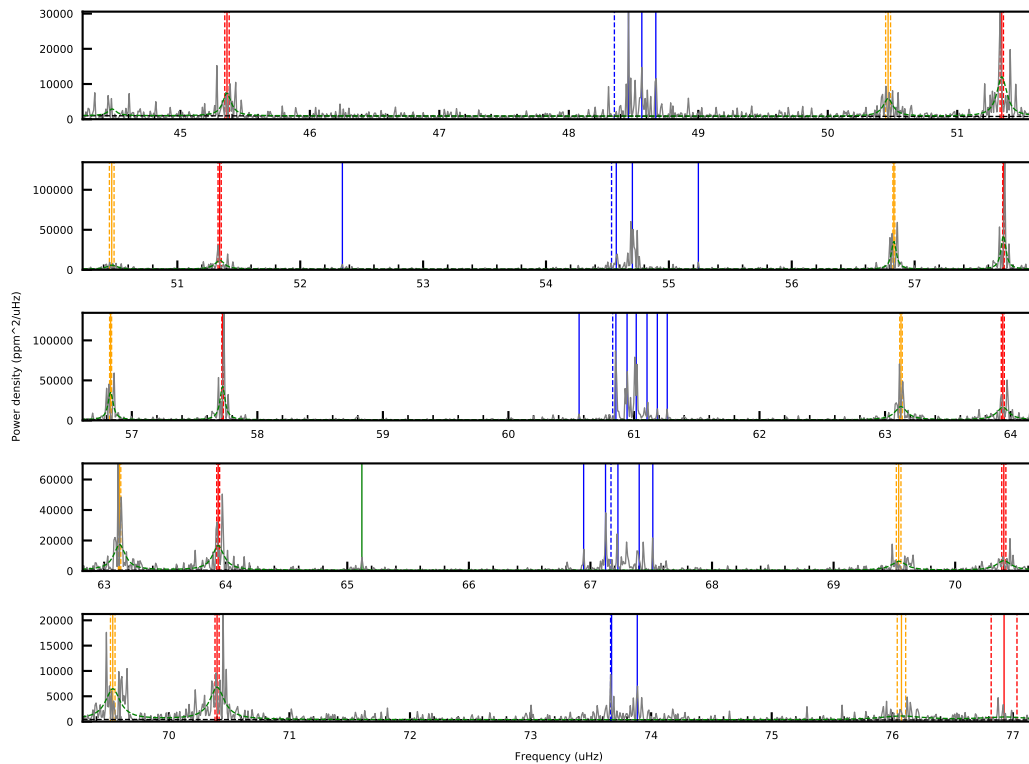 30000
20000
10000
0
45 46 47 48 49 50 51
100000
50000
0
51 52 53 54 55 56 57
Power density (ppm^2/uHz)
100000
50000
0
57 58 59 60 61 62 63 64
60000
40000
20000
0
63 64 65 66 67 68 69 70
20000
15000
10000
5000
0
70 71 72 73 74 75 76 77
Frequency (uHz)